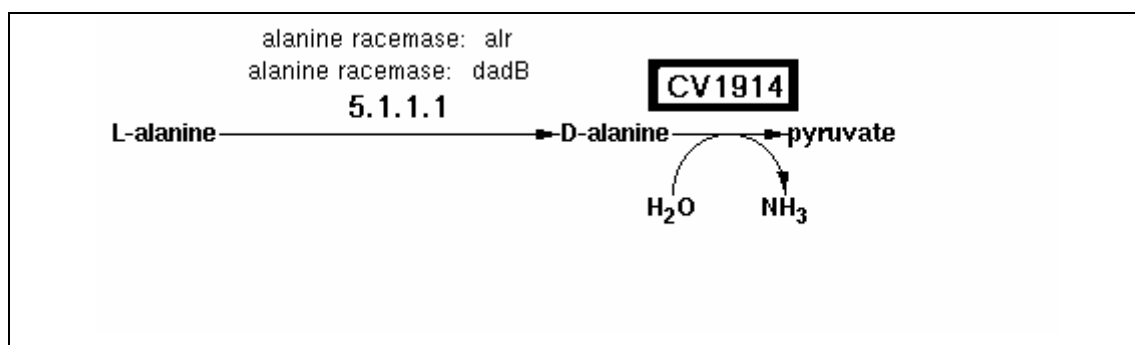 alanine racemase: alr
alanine racemase: dadB
5.1.1.1
CV1914
L-alanine
D-alanine
pyruvate
H₂O
NH₃